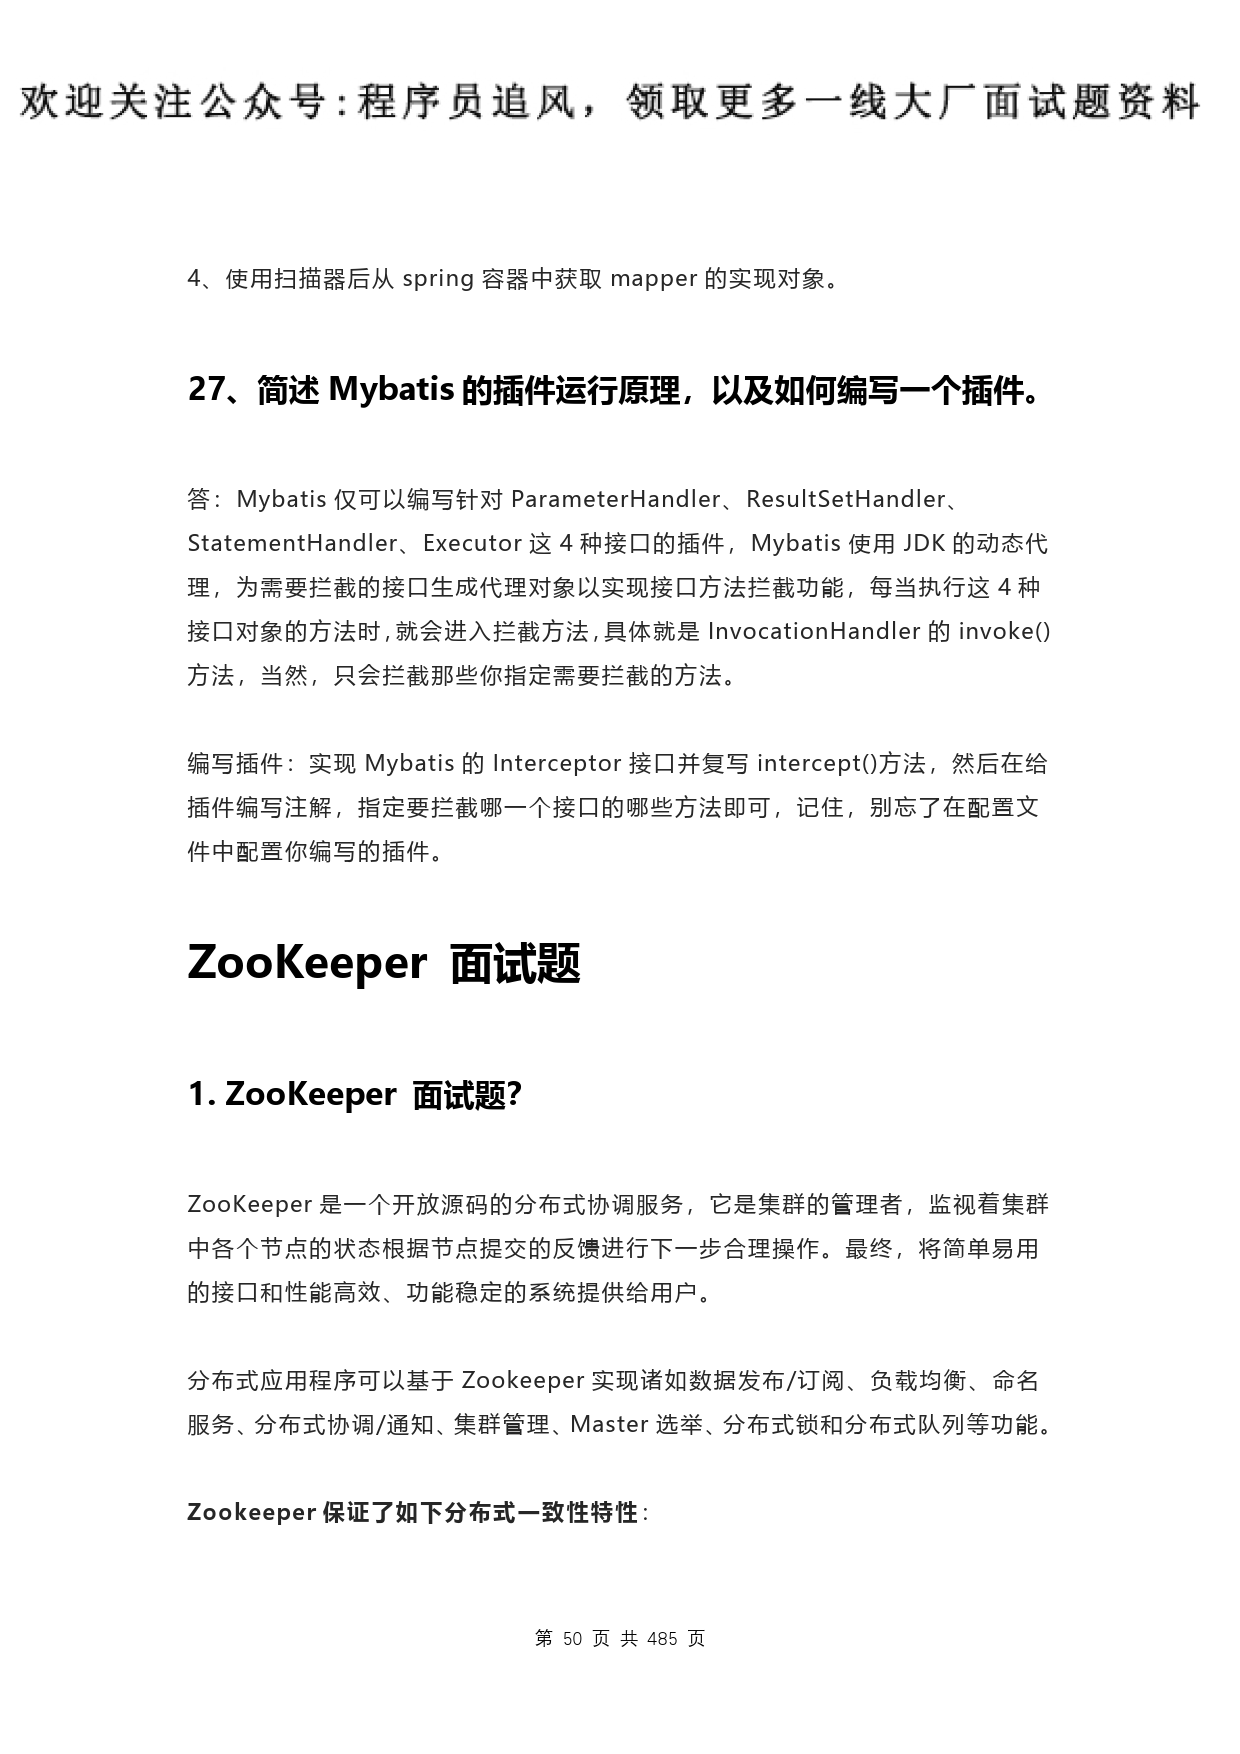 欢迎关注公众号:程序员追风，领取更多一线大厂面试题资料
4、使用扫描器后从 spring 容器中获取 mapper 的实现对象。
27、简述 Mybatis 的插件运行原理，以及如何编写一个插件。
答：Mybatis 仅可以编写针对 ParameterHandler、ResultSetHandler、
StatementHandler、Executor 这 4 种接口的插件，Mybatis 使用 JDK 的动态代
理，为需要拦截的接口生成代理对象以实现接口方法拦截功能，每当执行这 4 种
接口对象的方法时，就会进入拦截方法，具体就是 InvocationHandler 的 invoke()
方法，当然，只会拦截那些你指定需要拦截的方法。
编写插件：实现 Mybatis 的 Interceptor 接口并复写 intercept()方法，然后在给
插件编写注解，指定要拦截哪一个接口的哪些方法即可，记住，别忘了在配置文
件中配置你编写的插件。
ZooKeeper 面试题
1. ZooKeeper 面试题？
ZooKeeper 是一个开放源码的分布式协调服务，它是集群的管理者，监视着集群
中各个节点的状态根据节点提交的反馈进行下一步合理操作。最终，将简单易用
的接口和性能高效、功能稳定的系统提供给用户。
分布式应用程序可以基于 Zookeeper 实现诸如数据发布/订阅、负载均衡、命名
服务、分布式协调/通知、集群管理、Master 选举、分布式锁和分布式队列等功能。
Zookeeper 保证了如下分布式一致性特性：
第 50 页 共 485 页